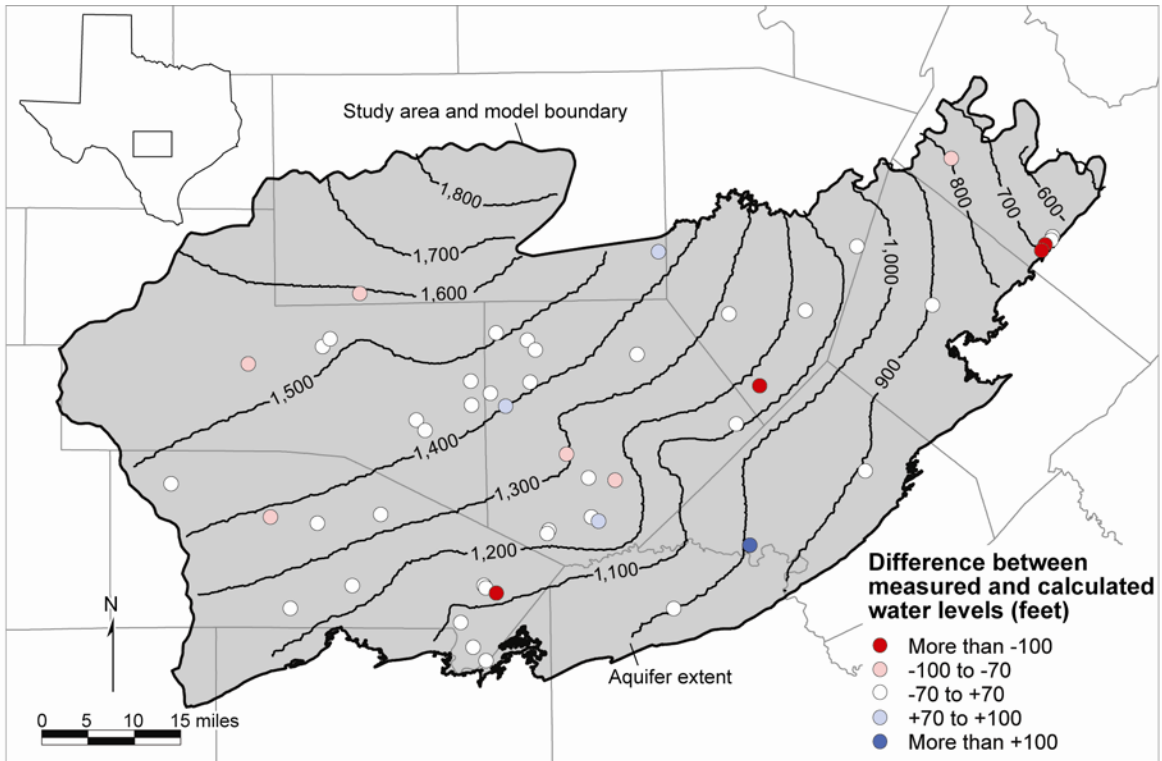 Study area and model boundary
1,800
1,700
1,600
1,500
1,400
1,300
1,200
1,100
1,000
900
800
700
600
Aquifer extent
N
0 5 10 15 miles
Difference between
measured and calculated
water levels (feet)
More than -100
-100 to -70
-70 to +70
+70 to +100
More than +100